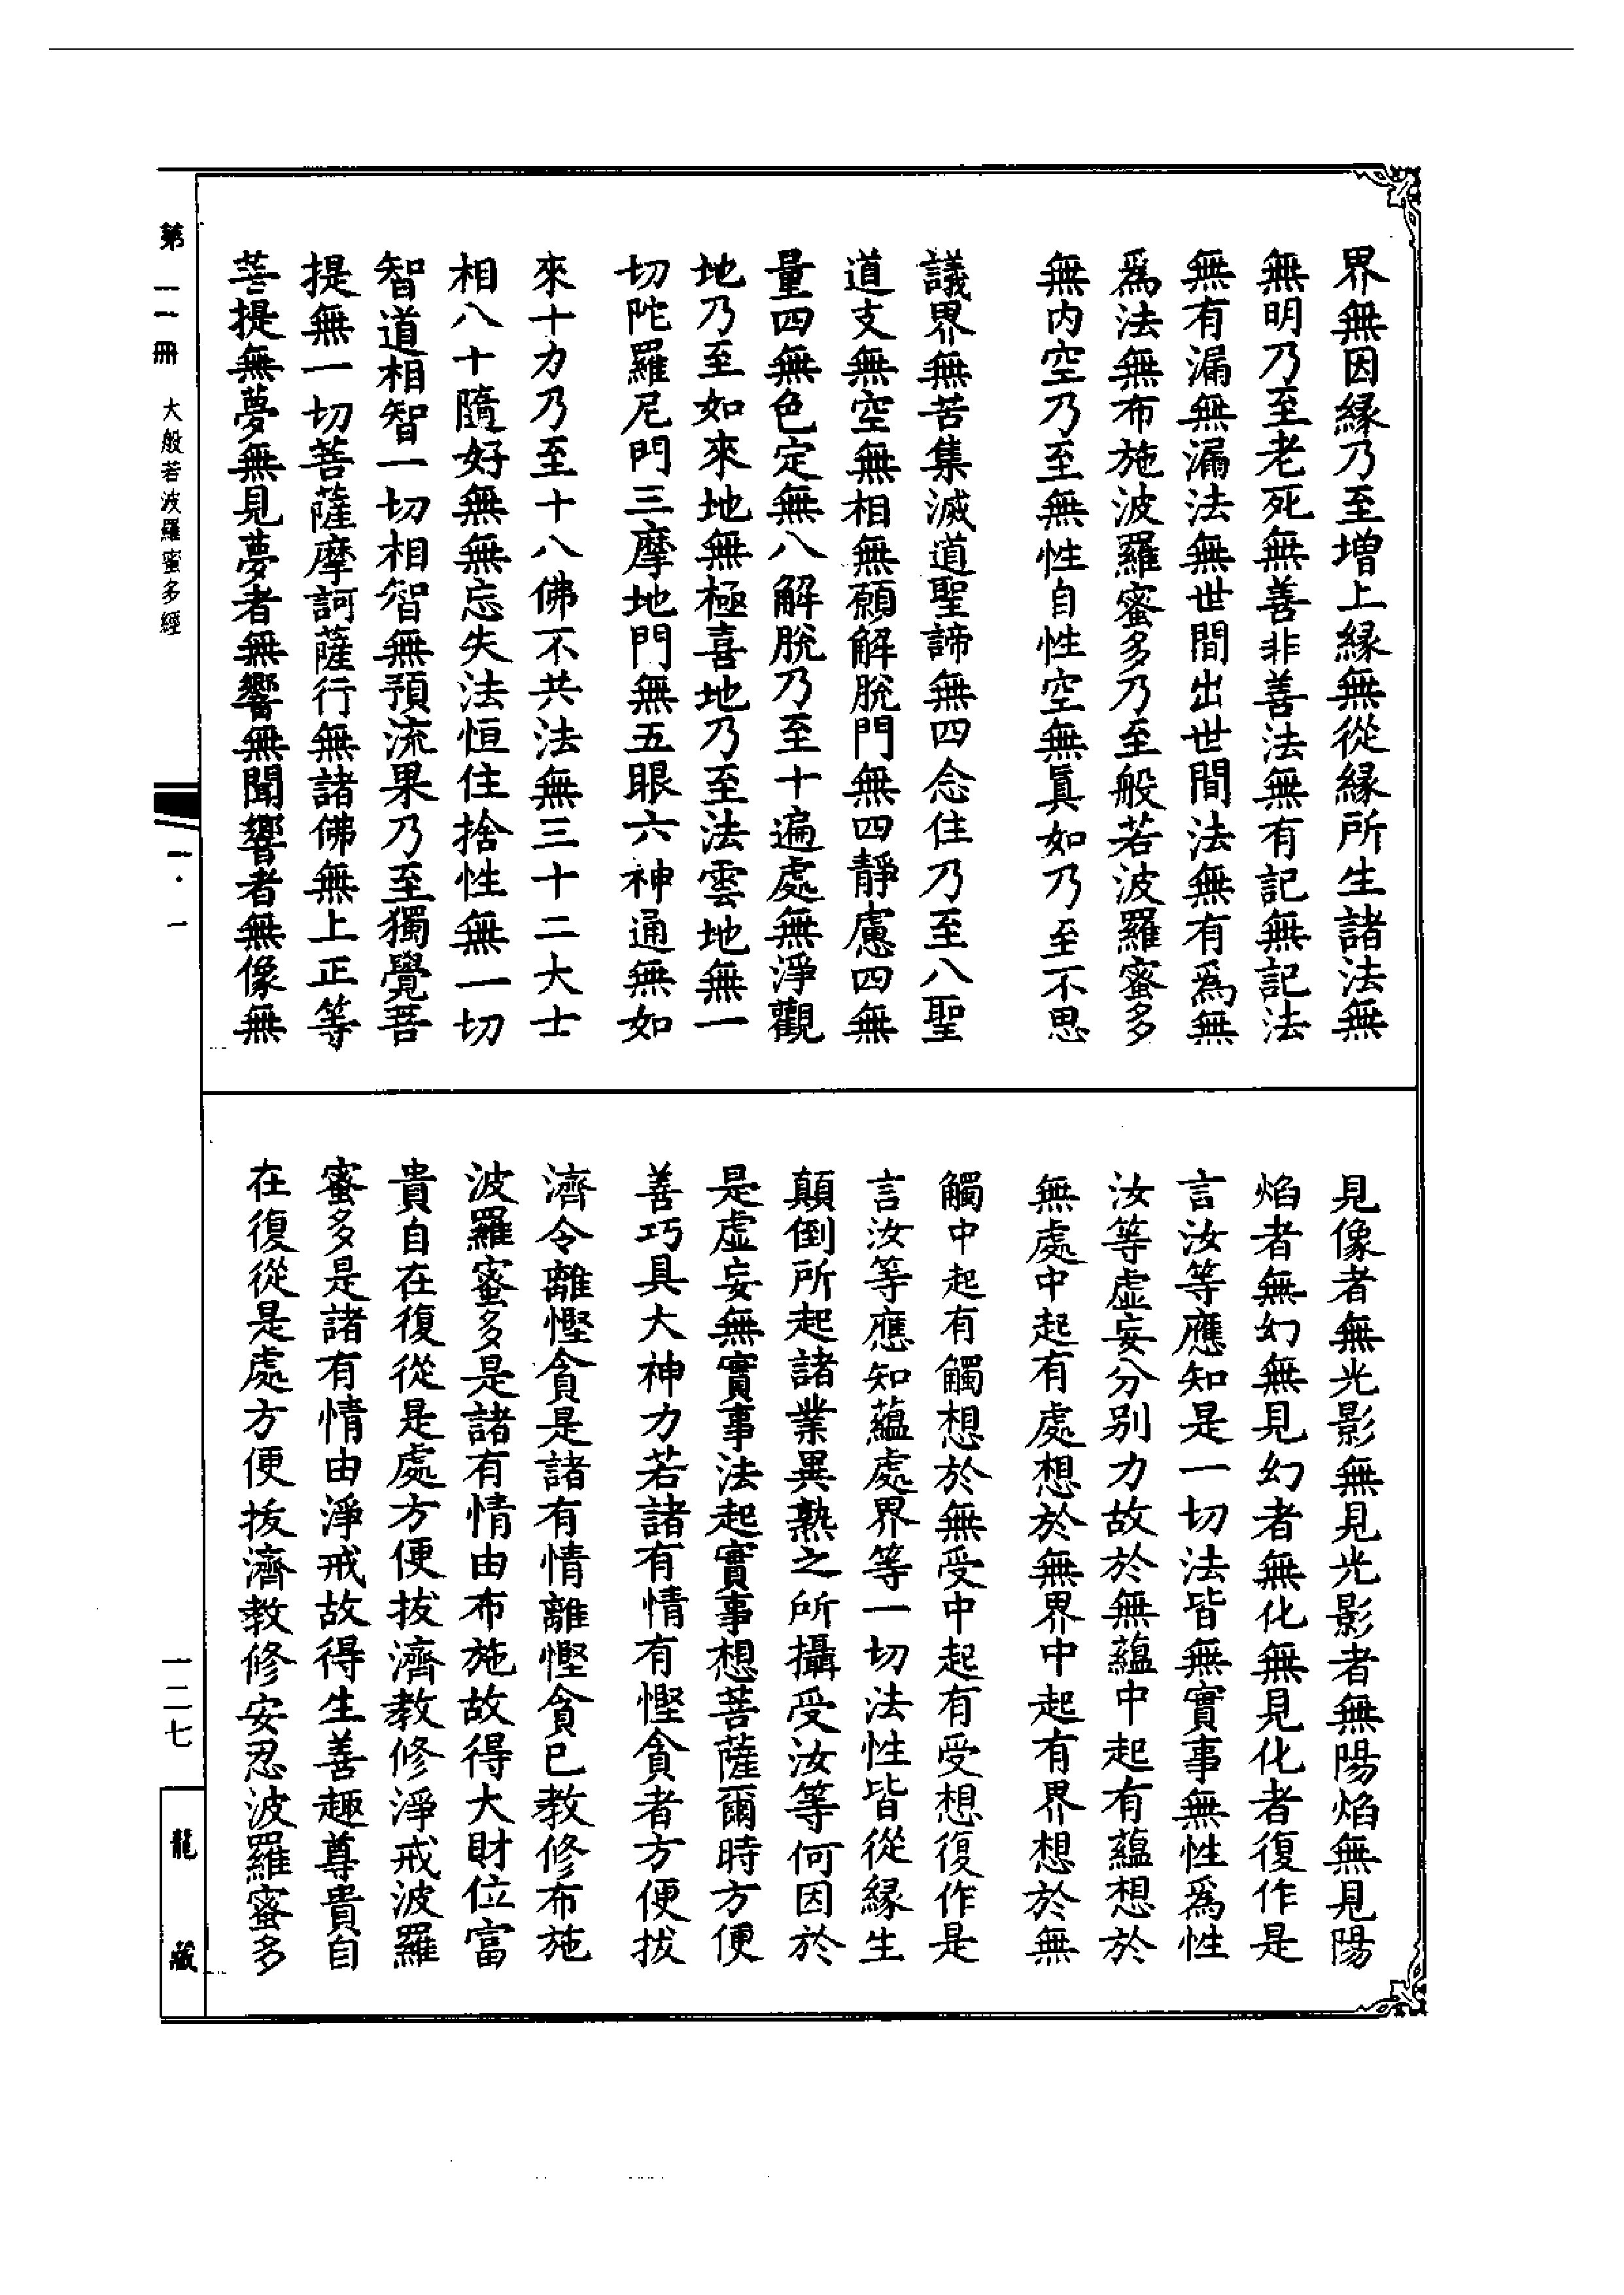 界無因緣乃至增上緣無從緣所生諸法無
無明乃至老死無善非善法無有記無記法
無有漏無漏法無世間出世間法無有爲無
爲法無布施波羅蜜多乃至般若波羅蜜多
無内空乃至無性自性空無眞如乃至不思
議界無苦集滅道聖諦無四念住乃至八聖
道支無空無相無願解脫門無四靜慮四無
量四無色定無八解脫乃至十遍處無淨觀
地乃至如來地無極喜地乃至法雲地無一
切陀羅尼門三摩地門無五眼六神通無如
來十力乃至十八佛不共法無三十二大士
相八十隨好無無忘失法恒住捨性無一切
智道相智一切相智無預流果乃至獨覺菩
提無一切菩薩摩訶薩行無諸佛無上正等
菩提無夢無見夢者無響無聞響者無像無
見像者無光影無見光影者無陽焰無見陽
焰者無幻無見幻者無化無見化者復作是
言汝等應知是一切法皆無實事無性爲性
汝等虛妄分別力故於無蘊中起有蘊想於
無處中起有處想於無界中起有界想於無
觸中起有觸想於無受中起有受想復作是
言汝等應知蘊處界等一切法性皆從緣生
顛倒所起諸業異熟之所攝受汝等何因於
是虛妄無實事法起實事想菩薩爾時方便
善巧具大神力若諸有情有慳貪者方便拔
濟令離慳貪是諸有情離慳貪已教修布施
波羅蜜多是諸有情由布施故得大財位富
貴自在復從是處方便拔濟教修淨戒波羅
蜜多是諸有情由淨戒故得生善趣尊貴自
在復從是處方便拔濟教修安忍波羅蜜多
第一一冊 大般若波羅蜜多經
一·一
一二七
龍藏